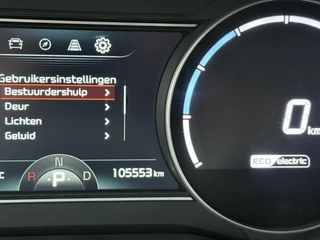 Gebruikersinstellingen
Bestuurdershulp
Deur
Lichten
Geluid
0
km
ECO electric
N
R P D
105553 km